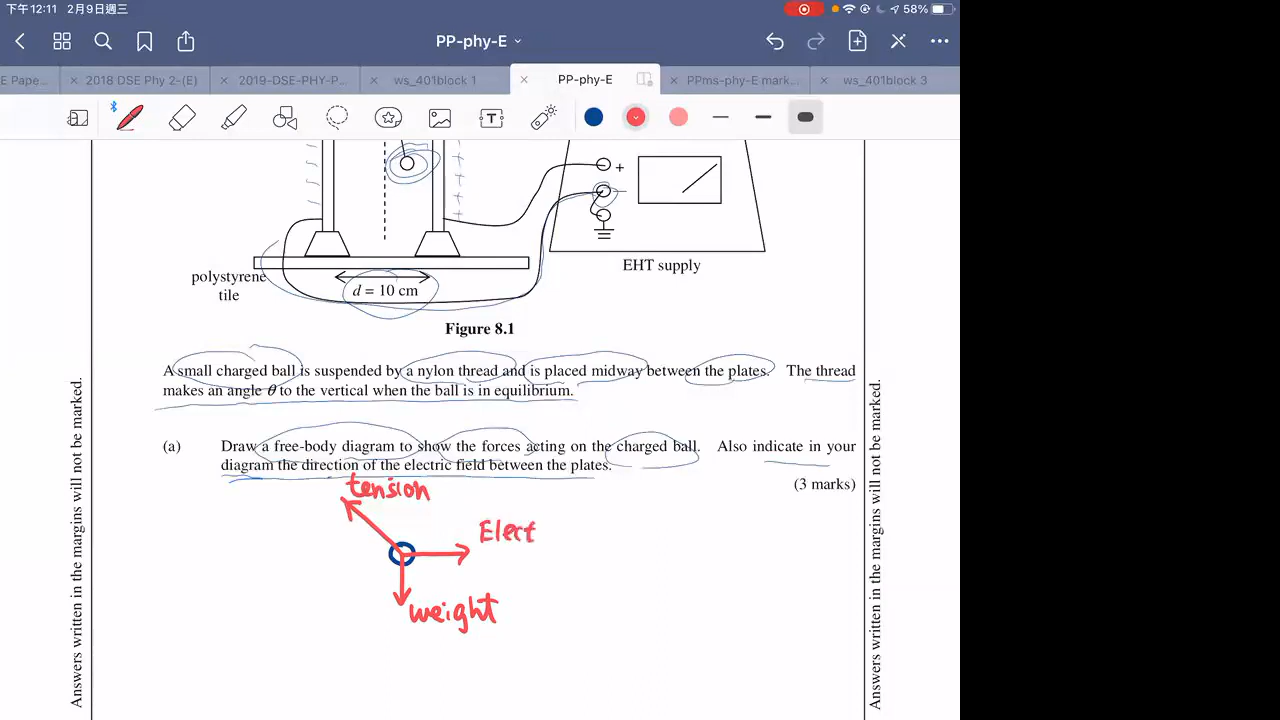 下午12:11 2月9日週三
58%
PP-phy-E
E Pape...
2018 DSE Phy 2-(E)
2019-DSE-PHY-P...
ws_401block 1
PP-phy-E
PPms-phy-E mark...
ws_401block 3
T
+
−
EHT supply
polystyrene
tile
d = 10 cm
Figure 8.1
A small charged ball is suspended by a nylon thread and is placed midway between the plates. The thread
makes an angle θ to the vertical when the ball is in equilibrium.
(a) Draw a free-body diagram to show the forces acting on the charged ball. Also indicate in your
diagram the direction of the electric field between the plates.
(3 marks)
tension
Elect
weight
Answers written in the margins will not be marked.
Answers written in the margins will not be marked.